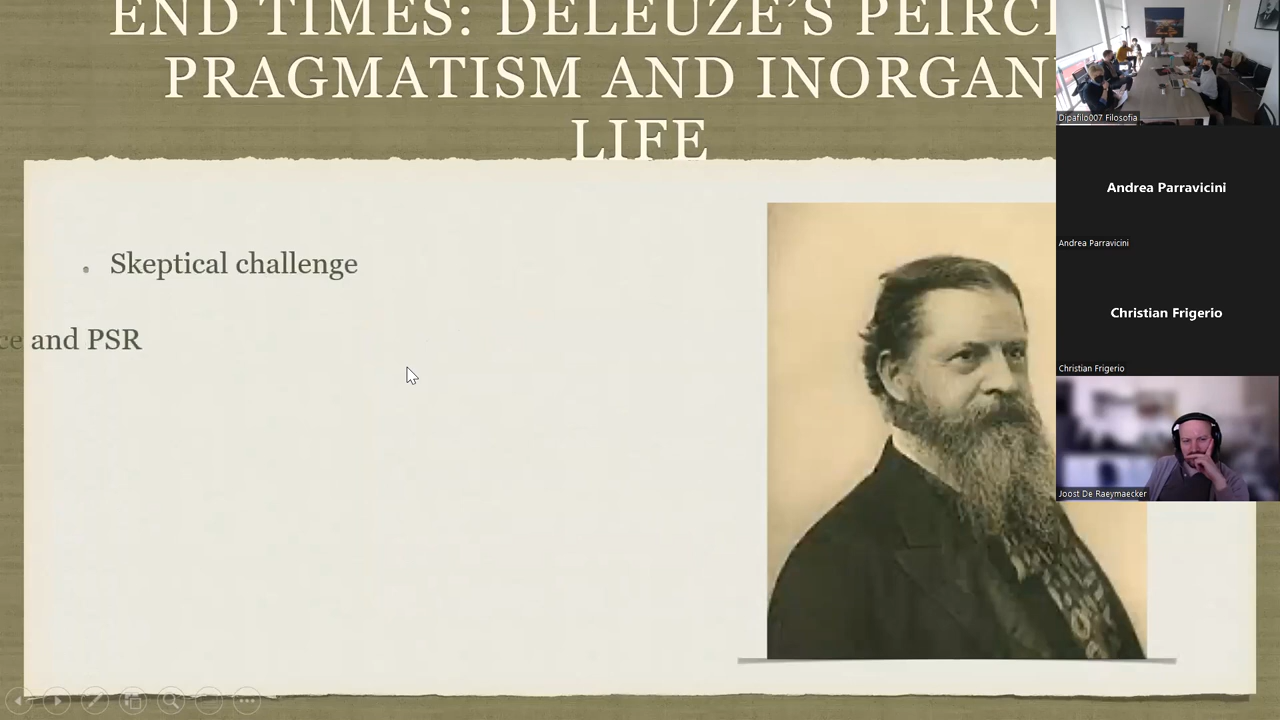 END TIMES: DELEUZE’S PEIRC
PRAGMATISM AND INORGAN
LIFE
Skeptical challenge
ce and PSR
Dipafilo007 Filosofia
Andrea Parravicini
Andrea Parravicini
Christian Frigerio
Christian Frigerio
Joost De Raeymaecker